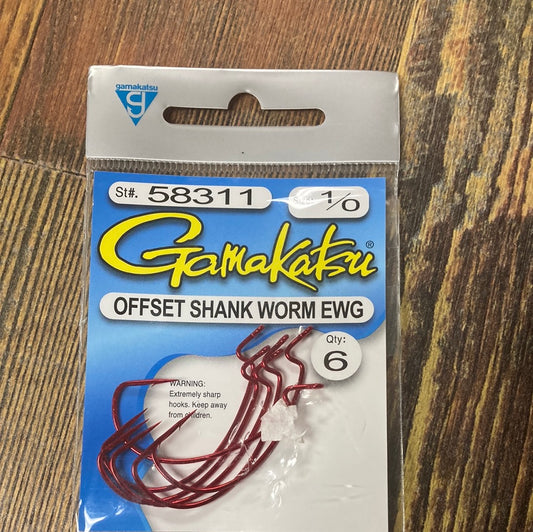 gamakatsu
g
St#. 58311
1/0
Gamakatsu®
OFFSET SHANK WORM EWG
Qty:
6
WARNING:
Extremely sharp
hooks. Keep away
from children.